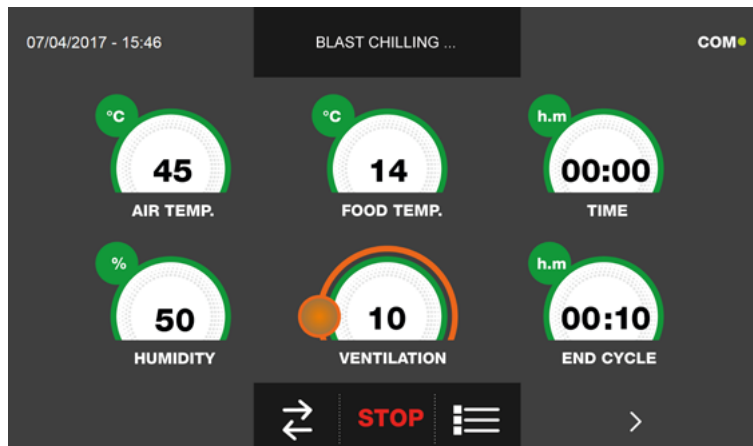 07/04/2017 - 15:46
BLAST CHILLING ...
COM
°C
45
AIR TEMP.
°C
14
FOOD TEMP.
h.m
00:00
TIME
%
50
HUMIDITY
10
VENTILATION
h.m
00:10
END CYCLE
STOP